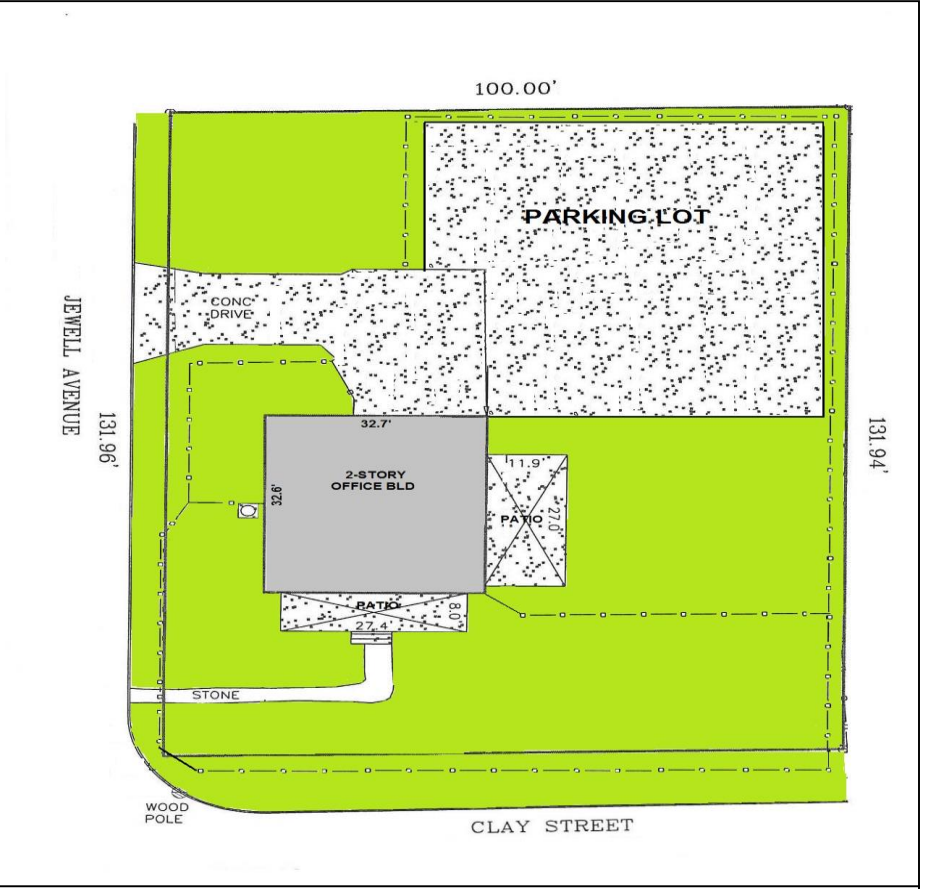 100.00'
PARKING LOT
CONC
DRIVE
JEWELL AVENUE
131.96'
131.94'
32.7'
2-STORY
OFFICE BLD
32.6'
11.9'
PATIO
27.0'
PATIO
8.0'
27.4'
STONE
WOOD
POLE
CLAY STREET